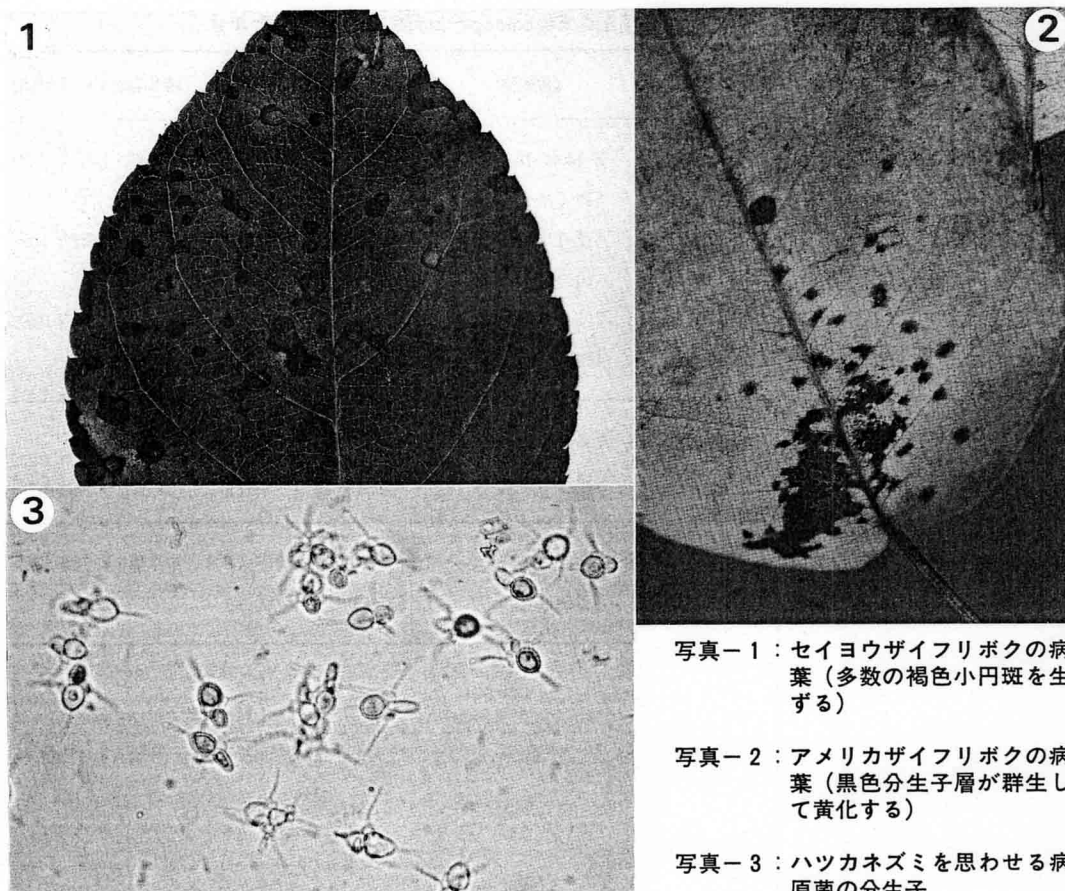 1
2
3
写真－1：セイヨウザイフリボクの病
葉（多数の褐色小円斑を生
ずる）
写真－2：アメリカザイフリボクの病
葉（黒色分生子層が群生し
て黄化する）
写真－3：ハツカネズミを思わせる病
原菌の分生子